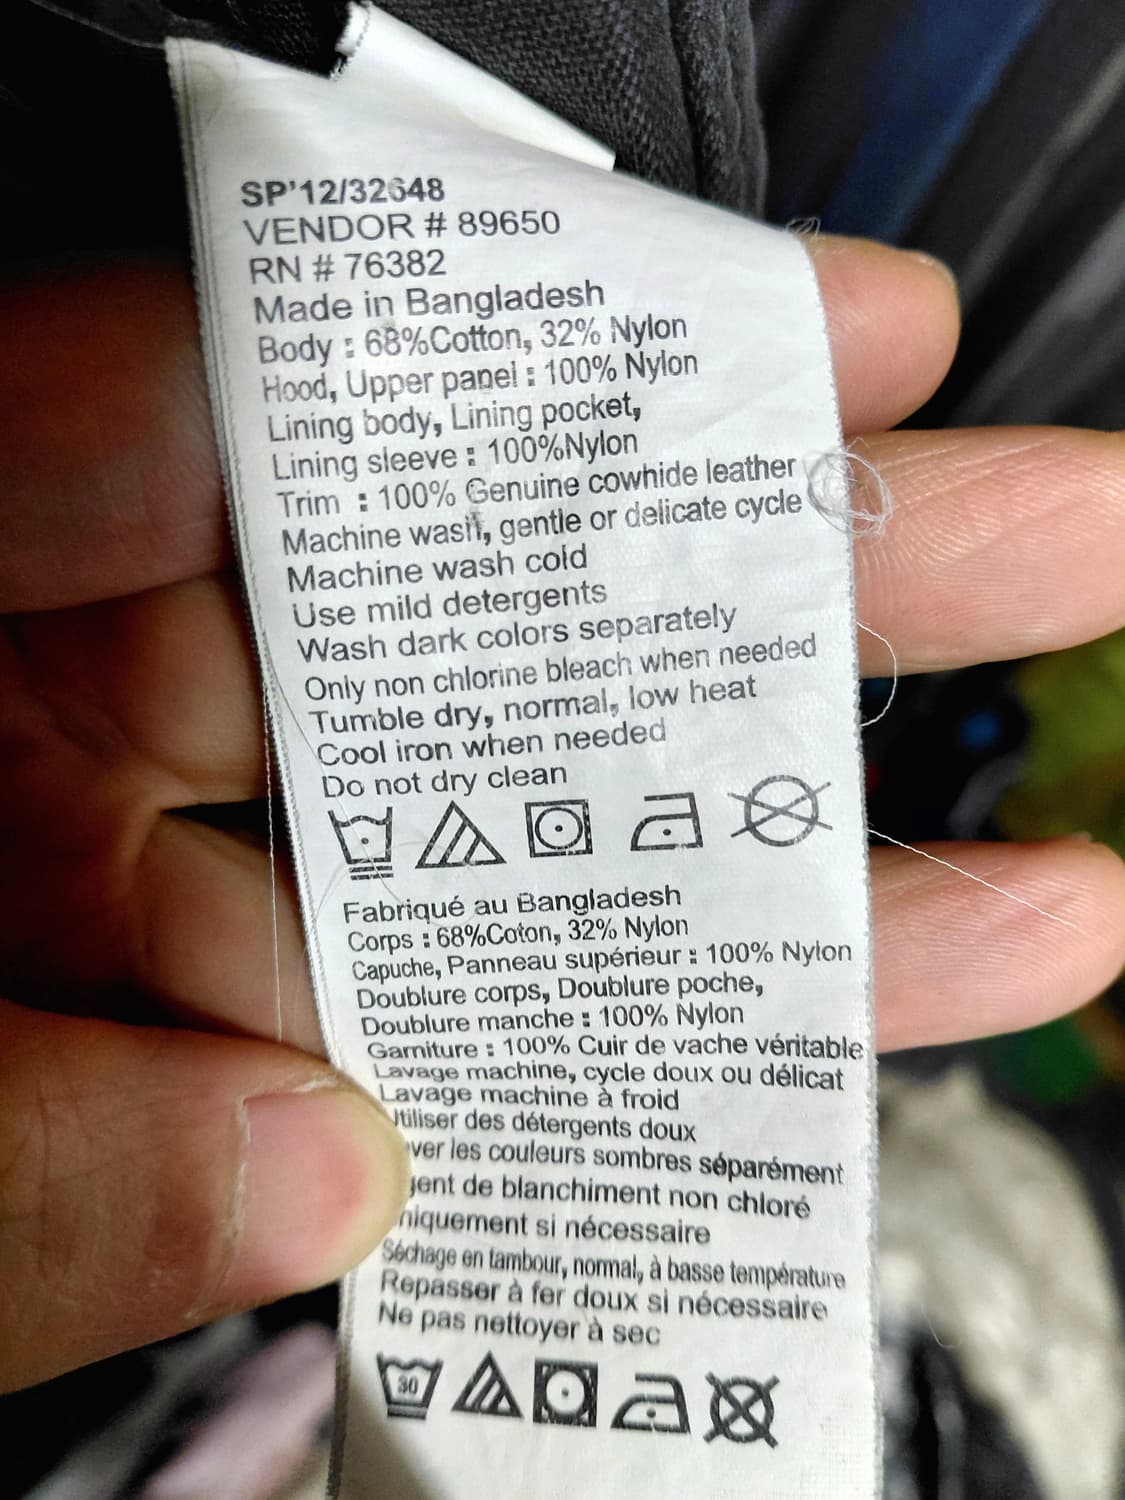 SP'12/32648
VENDOR # 89650
RN # 76382
Made in Bangladesh
Body : 68%Cotton, 32% Nylon
Hood, Upper panel : 100% Nylon
Lining body, Lining pocket,
Lining sleeve : 100%Nylon
Trim : 100% Genuine cowhide leather
Machine wash, gentle or delicate cycle
Machine wash cold
Use mild detergents
Wash dark colors separately
Only non chlorine bleach when needed
Tumble dry, normal, low heat
Cool iron when needed
Do not dry clean
Fabriqué au Bangladesh
Corps : 68%Coton, 32% Nylon
Capuche, Panneau supérieur : 100% Nylon
Doublure corps, Doublure poche,
Doublure manche : 100% Nylon
Garniture : 100% Cuir de vache véritable
Lavage machine, cycle doux ou délicat
Lavage machine à froid
Utiliser des détergents doux
ver les couleurs sombres séparément
gent de blanchiment non chloré
niquement si nécessaire
Séchage en tambour, normal, à basse température
Repasser à fer doux si nécessaire
Ne pas nettoyer à sec
30